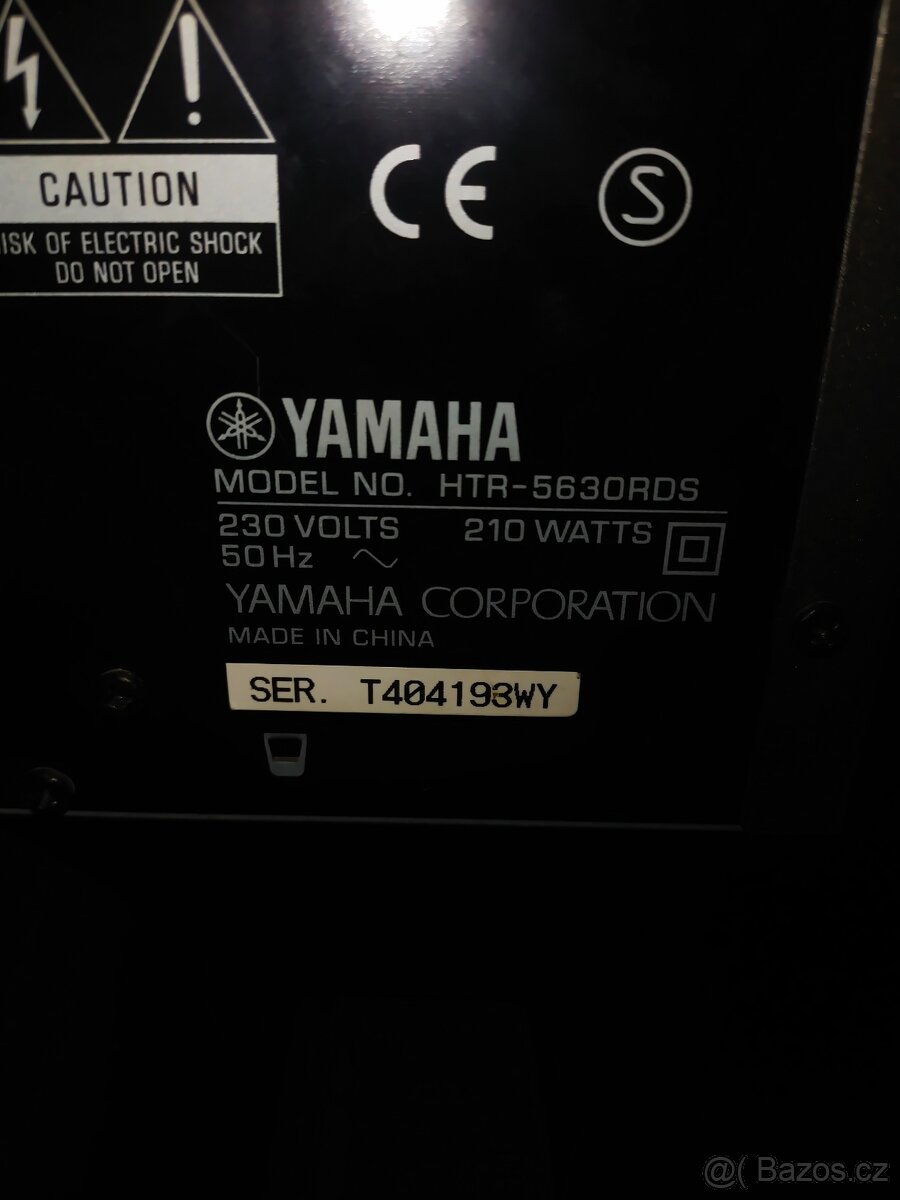 CAUTION
RISK OF ELECTRIC SHOCK
DO NOT OPEN
CE
S
YAMAHA
MODEL NO. HTR-5630RDS
230 VOLTS 210 WATTS
50 Hz
YAMAHA CORPORATION
MADE IN CHINA
SER. T404193WY
@( Bazos.cz